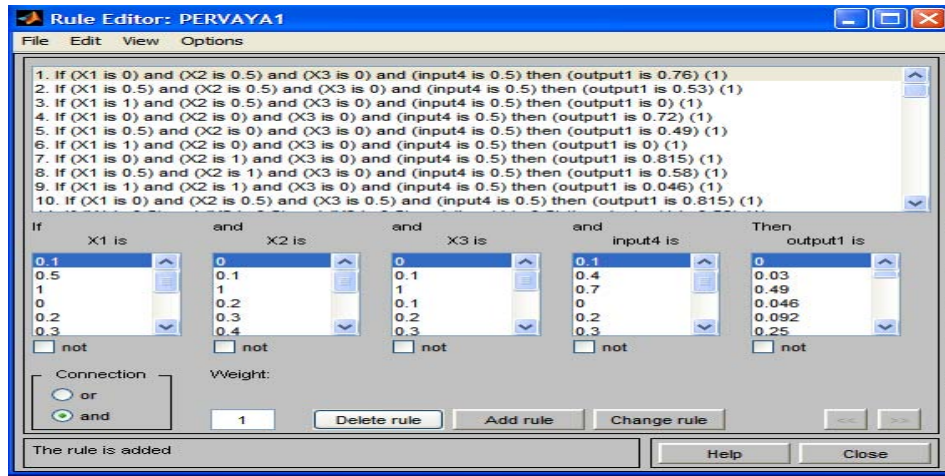 Rule Editor: PERVAYA1
File Edit View Options
1. If (X1 is 0) and (X2 is 0.5) and (X3 is 0) and (input4 is 0.5) then (output1 is 0.76) (1)
2. If (X1 is 0.5) and (X2 is 0.5) and (X3 is 0) and (input4 is 0.5) then (output1 is 0.53) (1)
3. If (X1 is 1) and (X2 is 0.5) and (X3 is 0) and (input4 is 0.5) then (output1 is 0) (1)
4. If (X1 is 0) and (X2 is 0) and (X3 is 0) and (input4 is 0.5) then (output1 is 0.72) (1)
5. If (X1 is 0.5) and (X2 is 0) and (X3 is 0) and (input4 is 0.5) then (output1 is 0.49) (1)
6. If (X1 is 1) and (X2 is 0) and (X3 is 0) and (input4 is 0.5) then (output1 is 0) (1)
7. If (X1 is 0) and (X2 is 1) and (X3 is 0) and (input4 is 0.5) then (output1 is 0.815) (1)
8. If (X1 is 0.5) and (X2 is 1) and (X3 is 0) and (input4 is 0.5) then (output1 is 0.58) (1)
9. If (X1 is 1) and (X2 is 1) and (X3 is 0) and (input4 is 0.5) then (output1 is 0.046) (1)
10. If (X1 is 0) and (X2 is 0.5) and (X3 is 0.5) and (input4 is 0.5) then (output1 is 0.815) (1)
If and and and Then
X1 is X2 is X3 is input4 is output1 is
0.1 0 0 0.1 0
0.5 0.1 0.1 0.4 0.03
1 1 1 0.7 0.49
0 0.2 0.1 0 0.046
0.2 0.3 0.2 0.2 0.092
0.3 0.4 0.3 0.3 0.25
not not not not not
Connection Weight:
or
and 1 Delete rule Add rule Change rule << >>
The rule is added Help Close